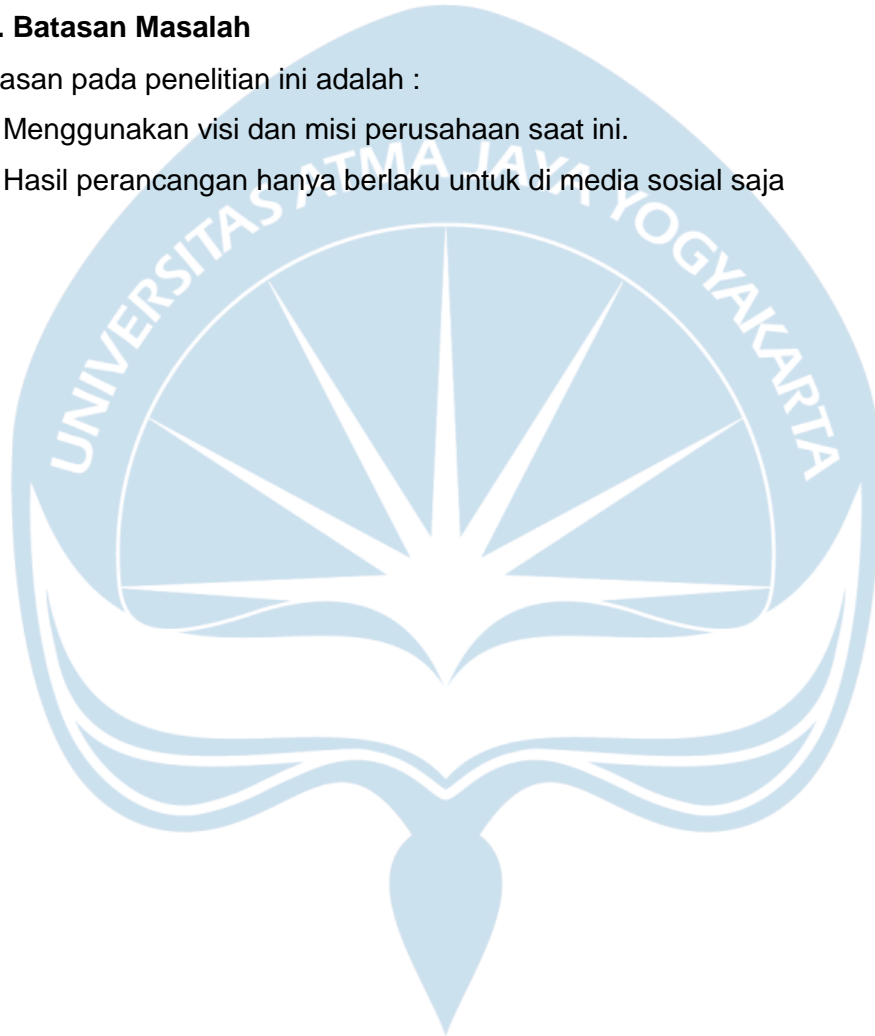 . Batasan Masalah
asan pada penelitian ini adalah :
Menggunakan visi dan misi perusahaan saat ini.
Hasil perancangan hanya berlaku untuk di media sosial saja
UNIVERSITAS ATMA JAYA YOGYAKARTA